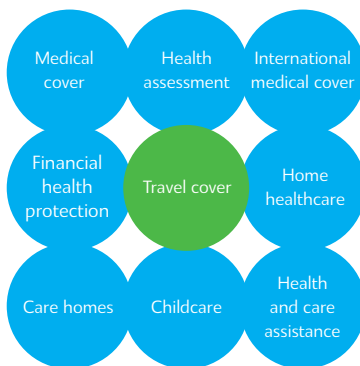 Medical
cover
Health
assessment
International
medical cover
Financial
health
protection
Travel cover
Home
healthcare
Care homes
Childcare
Health
and care
assistance